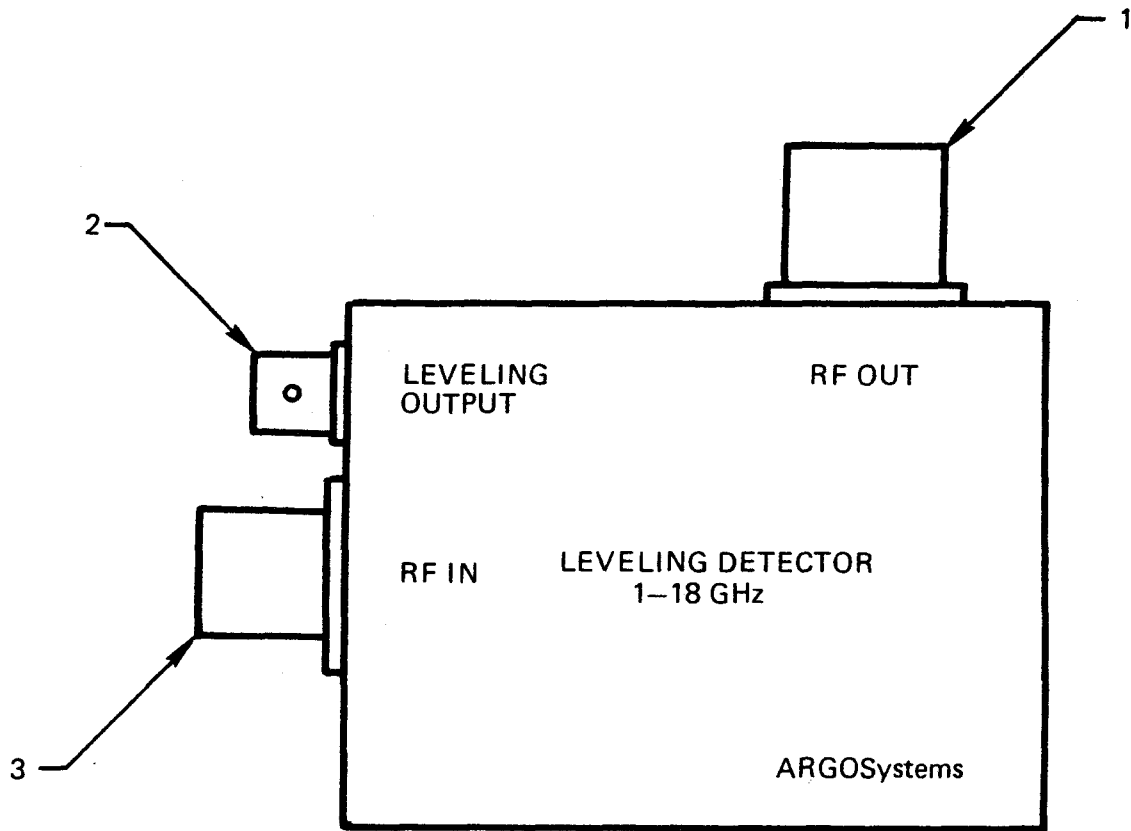 1
2
LEVELING
OUTPUT
RF OUT
RF IN
LEVELING DETECTOR
1–18 GHz
3
ARGOSystems